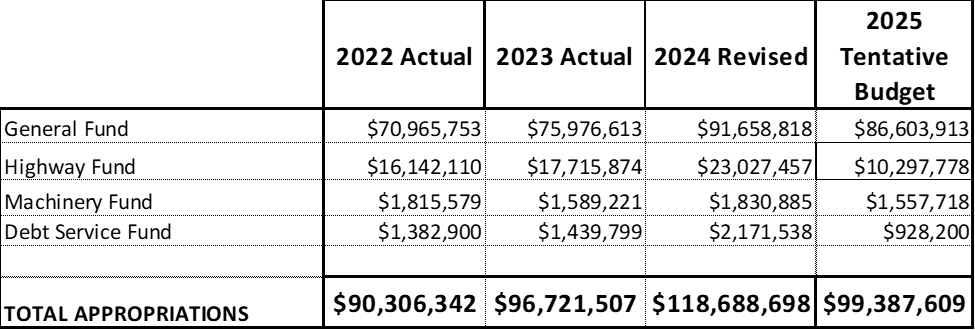 2022 Actual 2023 Actual 2024 Revised 2025 Tentative Budget
General Fund $70,965,753 $75,976,613 $91,658,818 $86,603,913
Highway Fund $16,142,110 $17,715,874 $23,027,457 $10,297,778
Machinery Fund $1,815,579 $1,589,221 $1,830,885 $1,557,718
Debt Service Fund $1,382,900 $1,439,799 $2,171,538 $928,200
TOTAL APPROPRIATIONS $90,306,342 $96,721,507 $118,688,698 $99,387,609